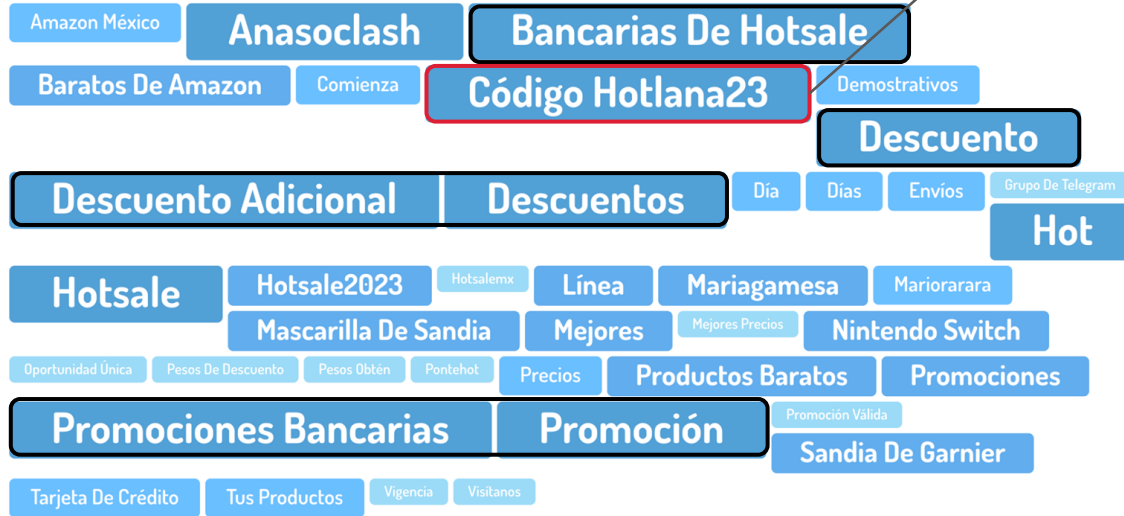 Amazon México Anasoclash Bancarias De Hotsale
Baratos De Amazon Comienza Código Hotlana23 Demostrativos
Descuento
Descuento Adicional Descuentos Día Días Envíos Grupo De Telegram
Hot
Hotsale Hotsale2023 Hotsalemx Línea Mariagamesa Mariorarara
Mascarilla De Sandia Mejores Mejores Precios Nintendo Switch
Oportunidad Única Pesos De Descuento Pesos Obtén Pontehot Precios Productos Baratos Promociones
Promociones Bancarias Promoción Promoción Válida
Sandia De Garnier
Tarjeta De Crédito Tus Productos Vigencia Visítanos